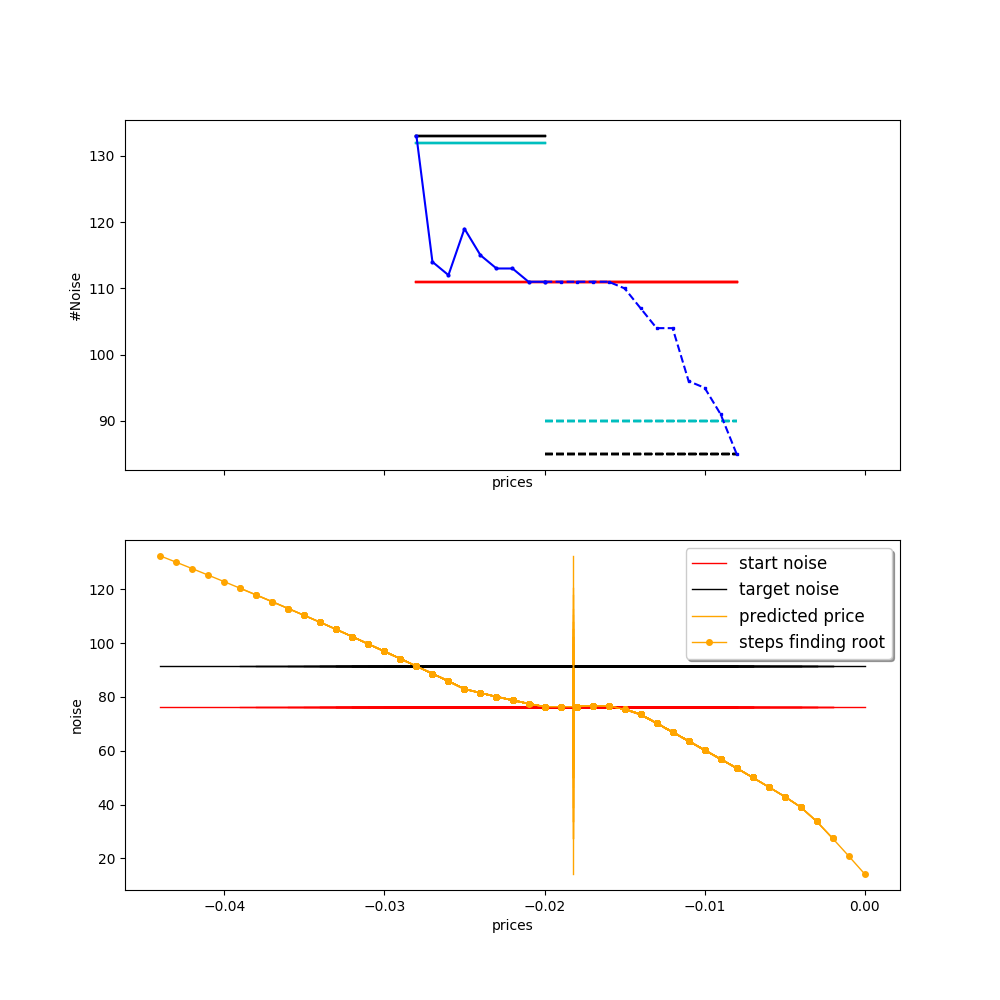 130
120
110
100
90
#Noise
prices
start noise
target noise
predicted price
steps finding root
120
100
80
60
40
20
noise
−0.04 −0.03 −0.02 −0.01 0.00
prices